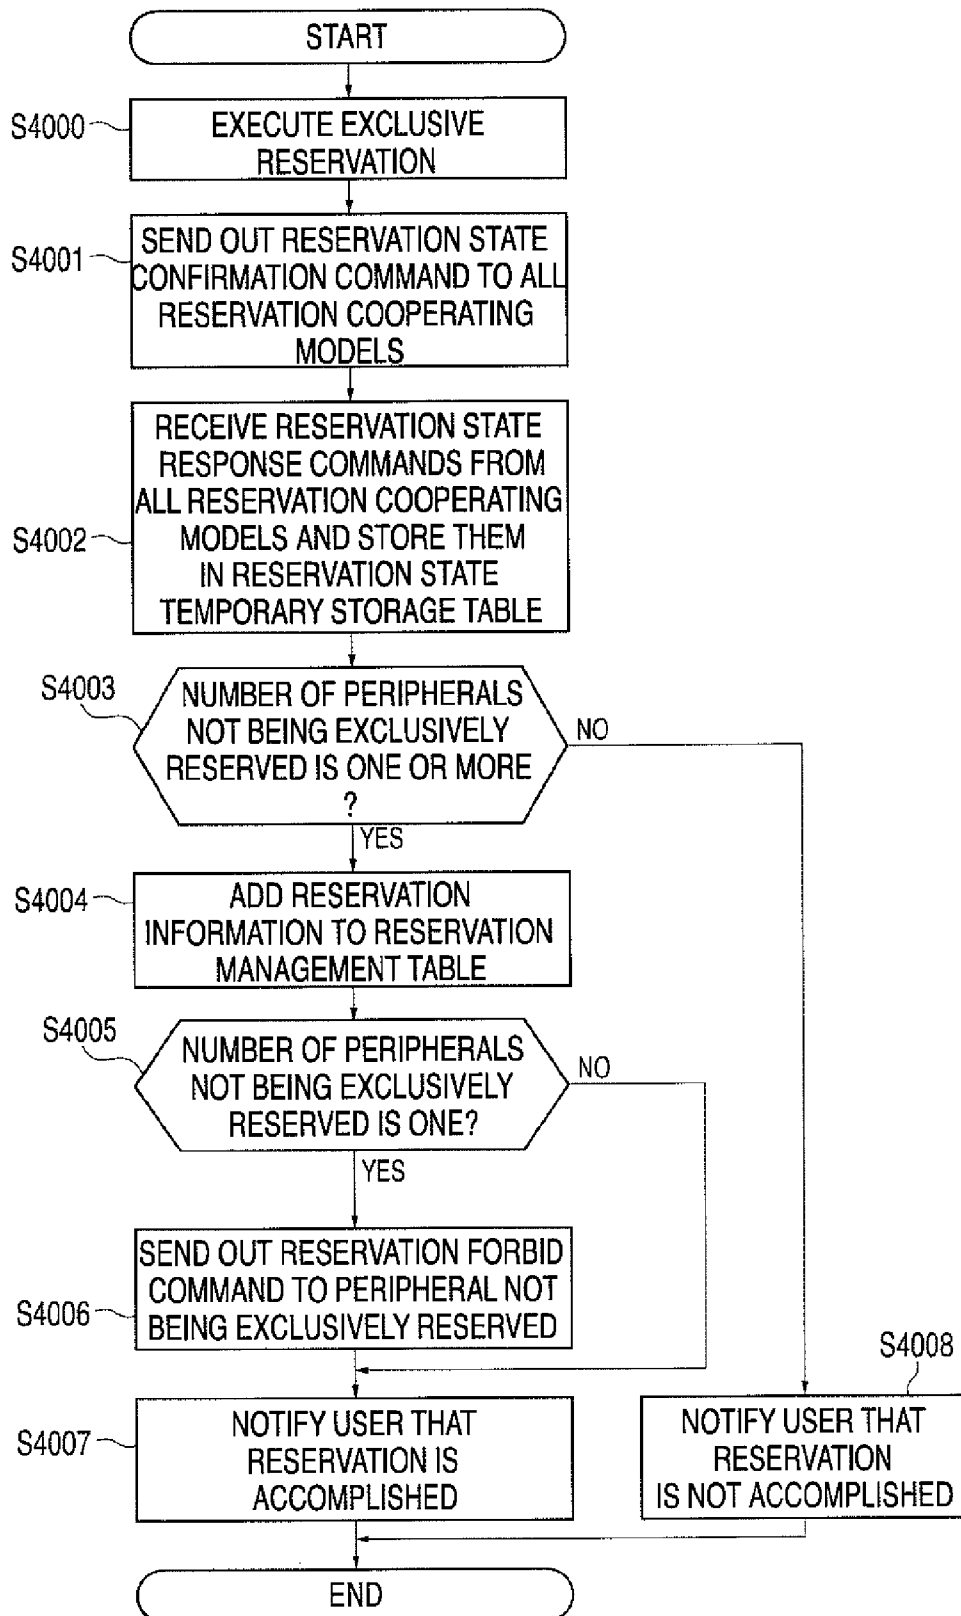 START
S4000
EXECUTE EXCLUSIVE
RESERVATION
S4001
SEND OUT RESERVATION STATE
CONFIRMATION COMMAND TO ALL
RESERVATION COOPERATING
MODELS
S4002
RECEIVE RESERVATION STATE
RESPONSE COMMANDS FROM
ALL RESERVATION COOPERATING
MODELS AND STORE THEM
IN RESERVATION STATE
TEMPORARY STORAGE TABLE
S4003
NUMBER OF PERIPHERALS
NOT BEING EXCLUSIVELY
RESERVED IS ONE OR MORE
?
NO
YES
S4004
ADD RESERVATION
INFORMATION TO RESERVATION
MANAGEMENT TABLE
S4005
NUMBER OF PERIPHERALS
NOT BEING EXCLUSIVELY
RESERVED IS ONE?
NO
YES
S4006
SEND OUT RESERVATION FORBID
COMMAND TO PERIPHERAL NOT
BEING EXCLUSIVELY RESERVED
S4007
NOTIFY USER THAT
RESERVATION IS
ACCOMPLISHED
S4008
NOTIFY USER THAT
RESERVATION
IS NOT ACCOMPLISHED
END